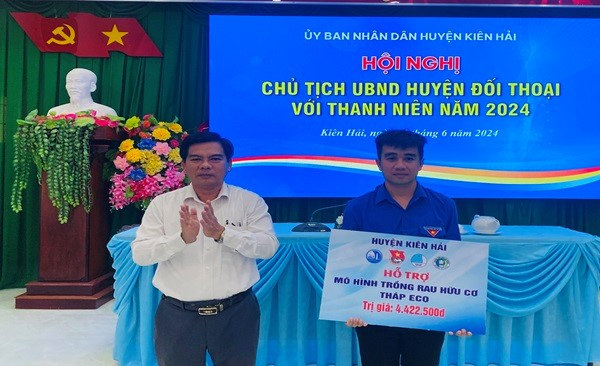 ỦY BAN NHÂN DÂN HUYỆN KIÊN HẢI
HỘI NGHỊ
CHỦ TỊCH UBND HUYỆN ĐỐI THOẠI
VỚI THANH NIÊN NĂM 2024
Kiên Hải, tháng 6 năm 2024
HUYỆN KIÊN HẢI
HỖ TRỢ
MÔ HÌNH TRỒNG RAU HỮU CƠ
THÁP ECO
Trị giá: 4.422.500đ